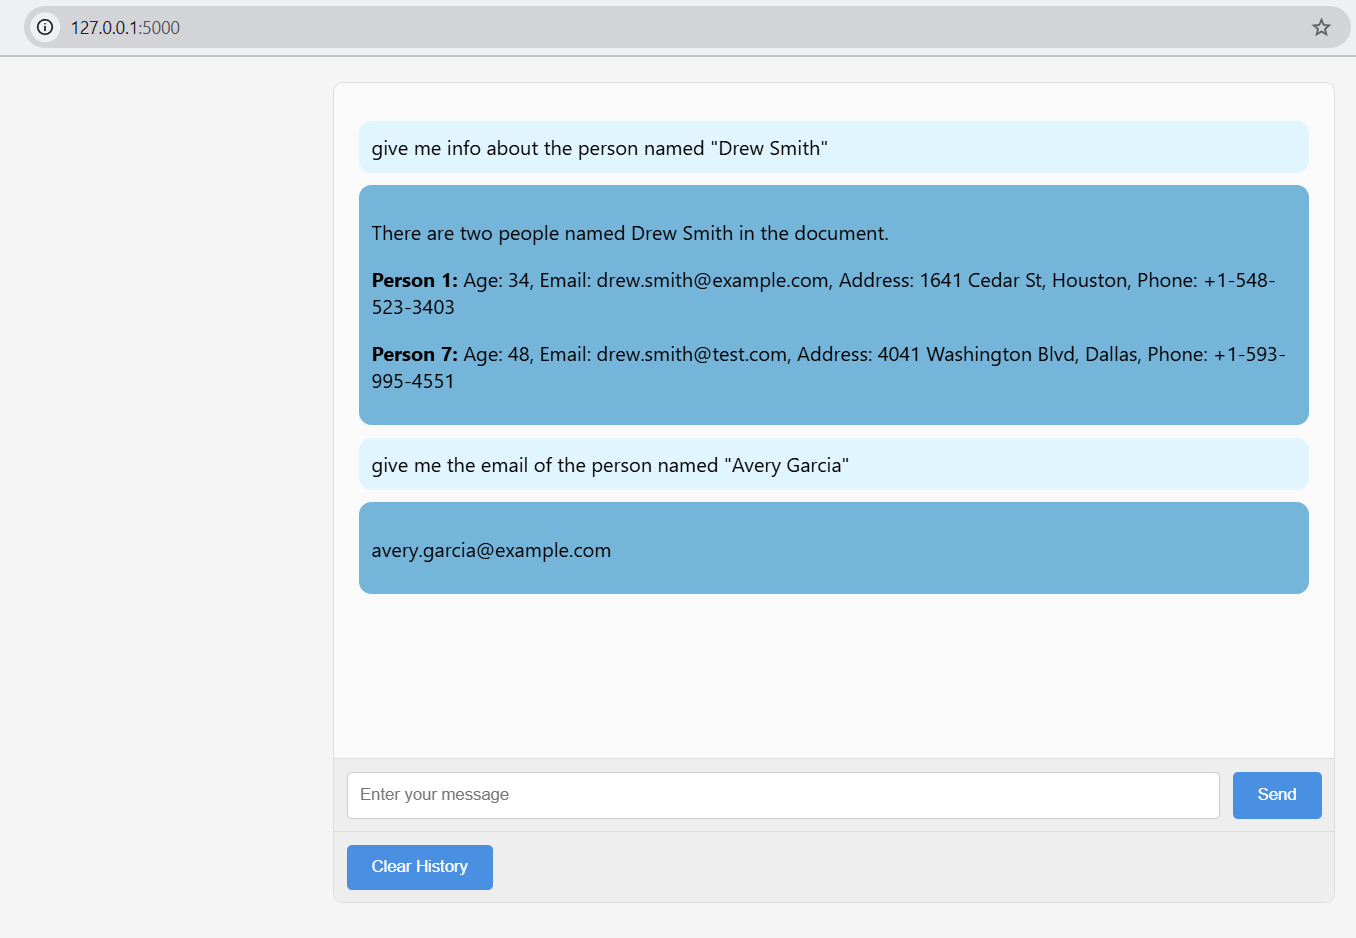 127.0.0.1:5000
give me info about the person named "Drew Smith"
There are two people named Drew Smith in the document.
Person 1: Age: 34, Email: drew.smith@example.com, Address: 1641 Cedar St, Houston, Phone: +1-548-
523-3403
Person 7: Age: 48, Email: drew.smith@test.com, Address: 4041 Washington Blvd, Dallas, Phone: +1-593-
995-4551
give me the email of the person named "Avery Garcia"
avery.garcia@example.com
Enter your message
Send
Clear History